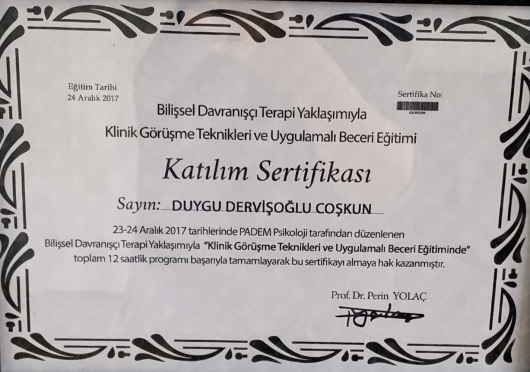 Eğitim Tarihi
24 Aralık 2017
Sertifika No:
Bilişsel Davranışçı Terapi Yaklaşımıyla
Klinik Görüşme Teknikleri ve Uygulamalı Beceri Eğitimi
Katılım Sertifikası
Sayın: DUYGU DERVİŞOĞLU COŞKUN
23-24 Aralık 2017 tarihlerinde PADEM Psikoloji tarafından düzenlenen
Bilişsel Davranışçı Terapi Yaklaşımıyla “Klinik Görüşme Teknikleri ve Uygulamalı Beceri Eğitiminde”
toplam 12 saatlik programı başarıyla tamamlayarak bu sertifikayı almaya hak kazanmıştır.
Prof. Dr. Perin YOLAÇ